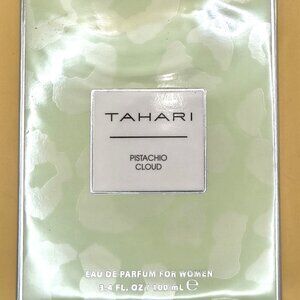 TAHARI
PISTACHIO
CLOUD
EAU DE PARFUM FOR WOMEN
3.4 FL. OZ / 100 mL ℮